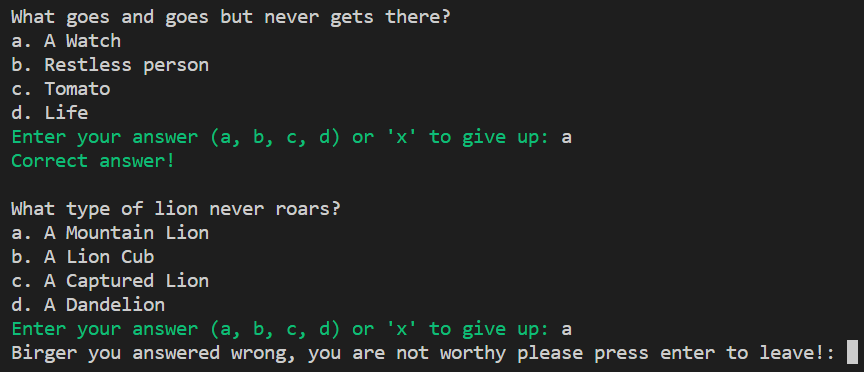 What goes and goes but never gets there?
a. A Watch
b. Restless person
c. Tomato
d. Life
Enter your answer (a, b, c, d) or 'x' to give up: a
Correct answer!
What type of lion never roars?
a. A Mountain Lion
b. A Lion Cub
c. A Captured Lion
d. A Dandelion
Enter your answer (a, b, c, d) or 'x' to give up: a
Birger you answered wrong, you are not worthy please press enter to leave!: